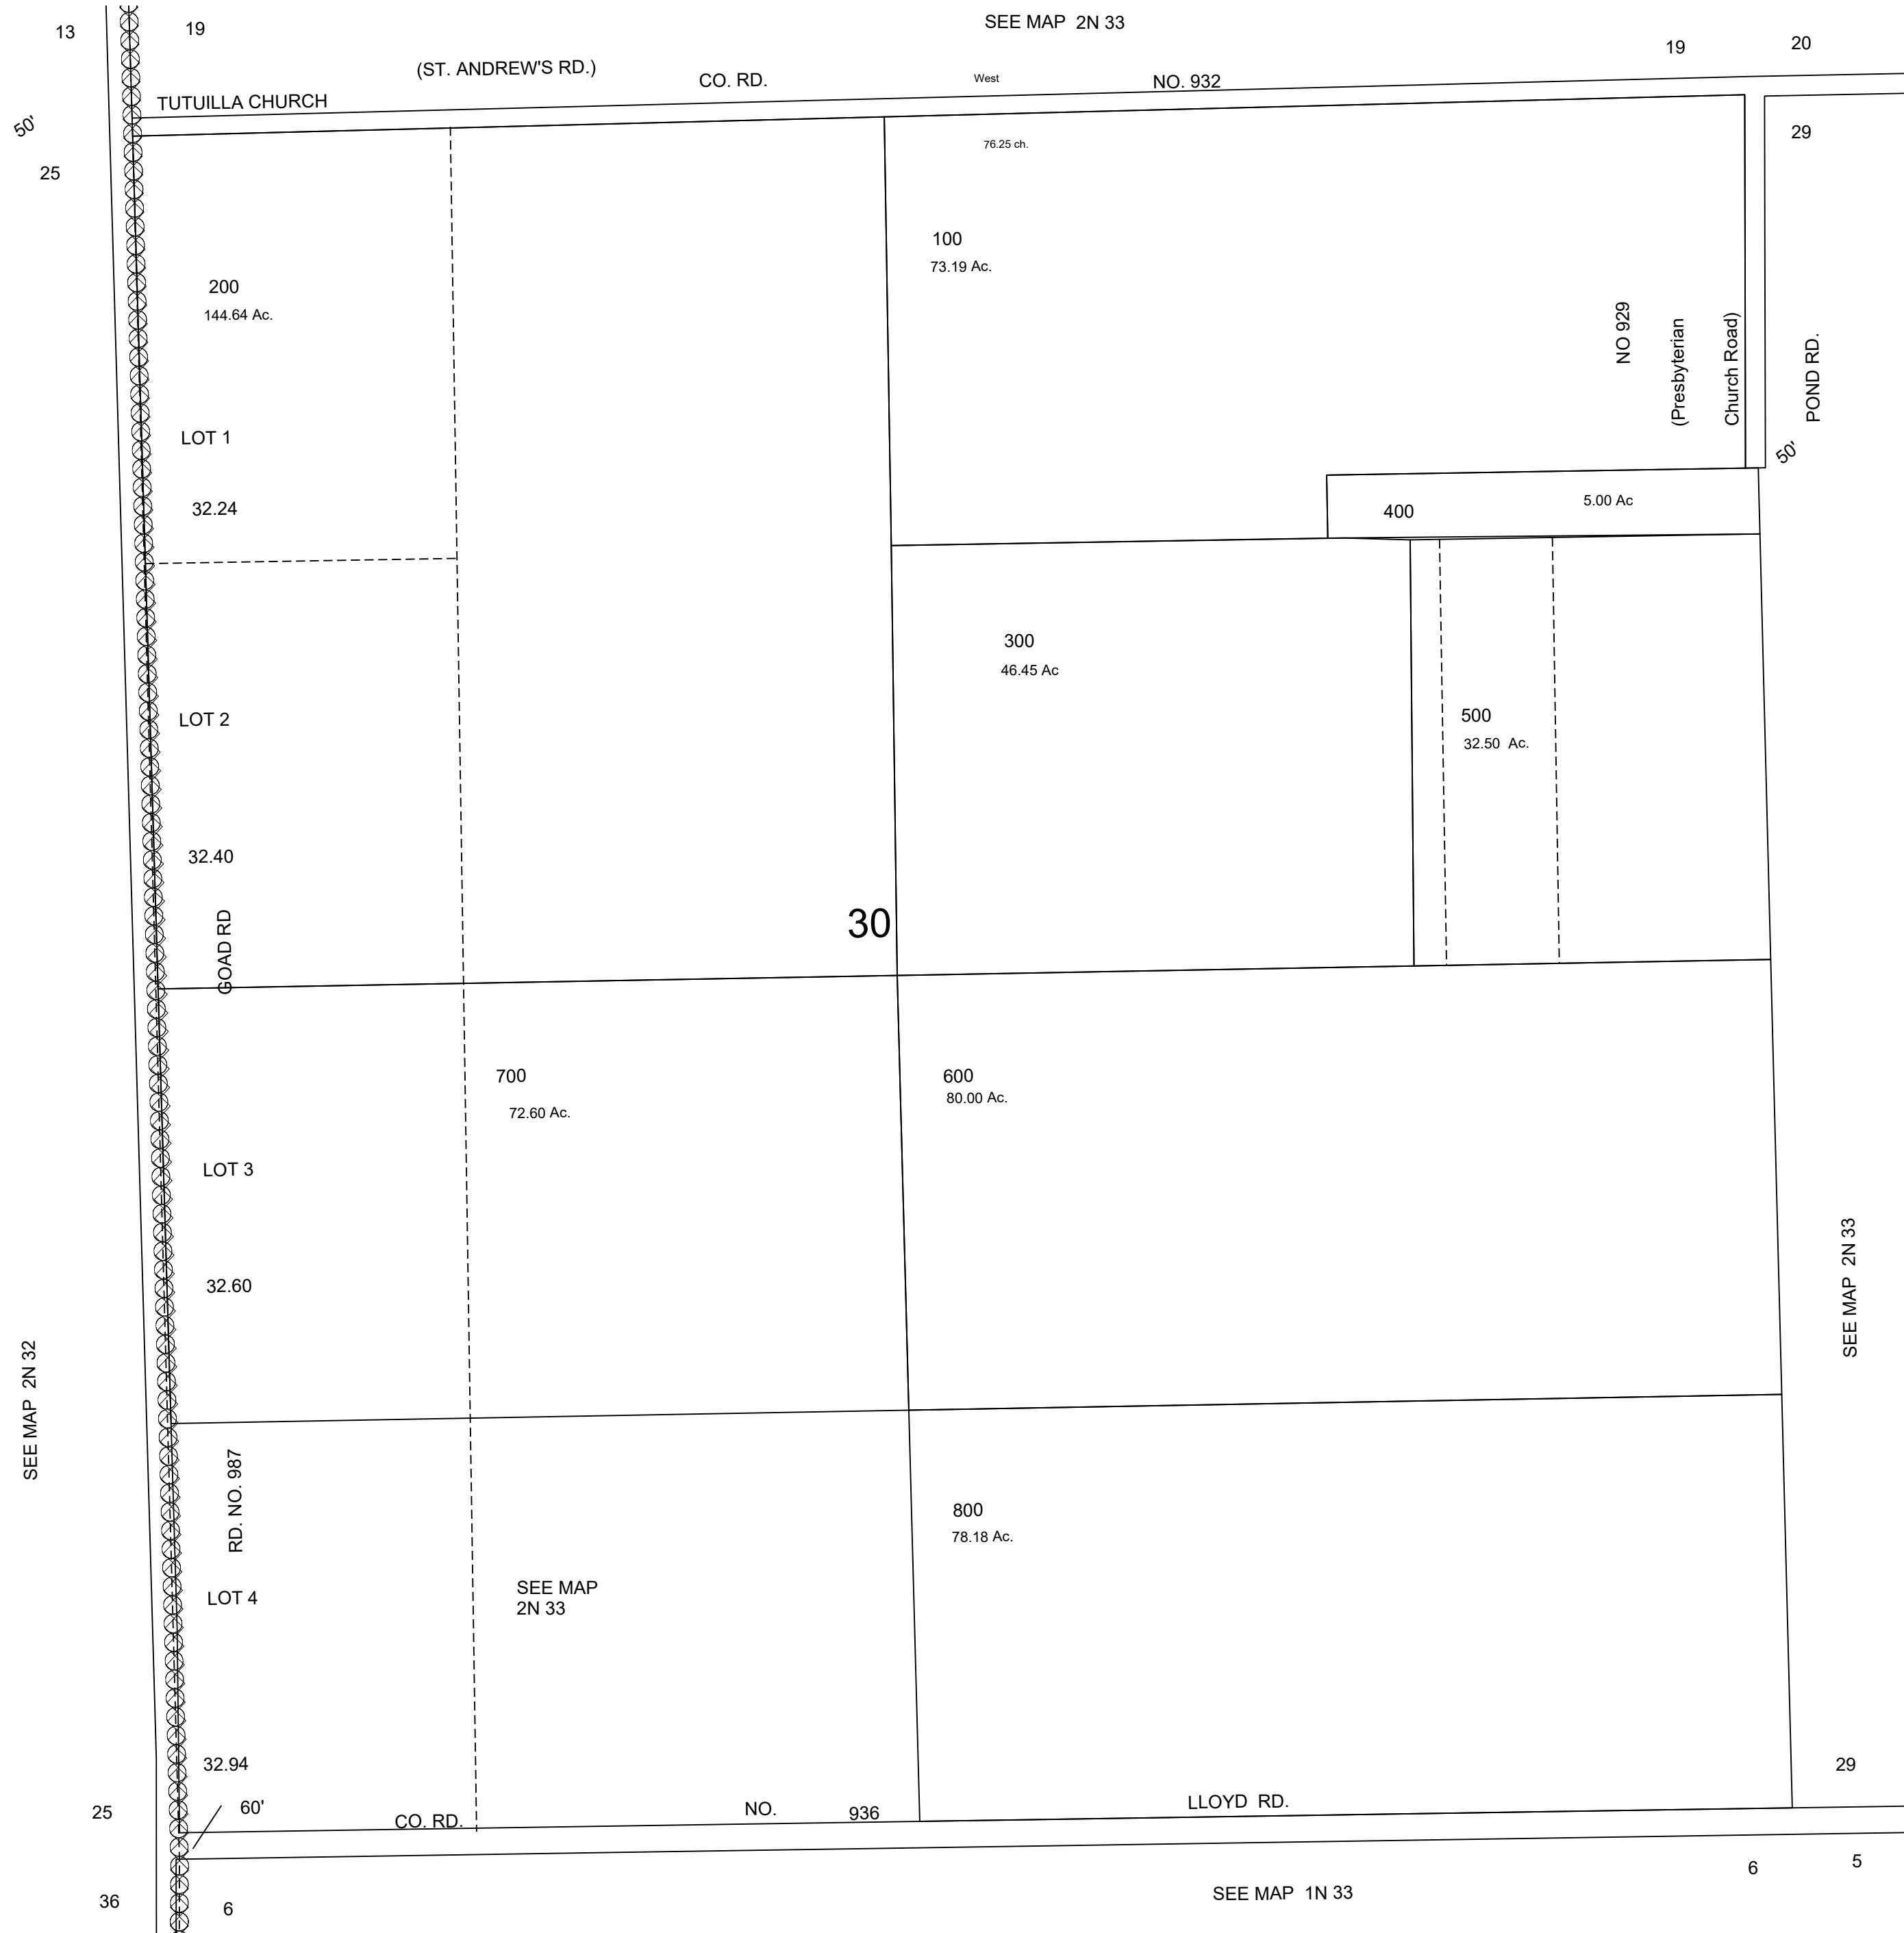 SEE MAP 2N 33
13
19
19
20
(ST. ANDREW'S RD.)
CO. RD.
West
NO. 932
TUTUILLA CHURCH
50'
25
29
76.25 ch.
100
73.19 Ac.
200
144.64 Ac.
NO 929
(Presbyterian
Church Road)
POND RD.
LOT 1
50'
32.24
400
5.00 Ac
300
46.45 Ac
LOT 2
500
32.50 Ac.
32.40
GOAD RD
30
700
72.60 Ac.
600
80.00 Ac.
LOT 3
32.60
SEE MAP 2N 33
SEE MAP 2N 32
RD. NO. 987
800
78.18 Ac.
LOT 4
SEE MAP
2N 33
32.94
29
25
60'
CO. RD.
NO.
936
LLOYD RD.
6
5
36
6
SEE MAP 1N 33